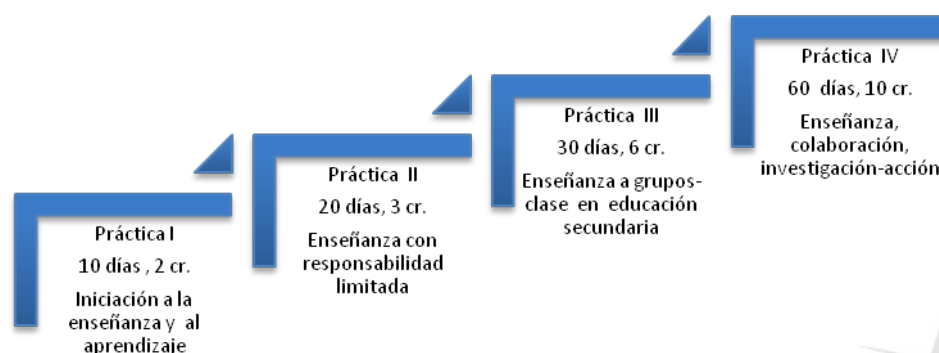 Práctica I
10 días , 2 cr.
Iniciación a la
enseñanza y al
aprendizaje
Práctica II
20 días, 3 cr.
Enseñanza con
responsabilidad
limitada
Práctica III
30 días, 6 cr.
Enseñanza a grupos-
clase en educación
secundaria
Práctica IV
60 días, 10 cr.
Enseñanza,
colaboración,
investigación-acción